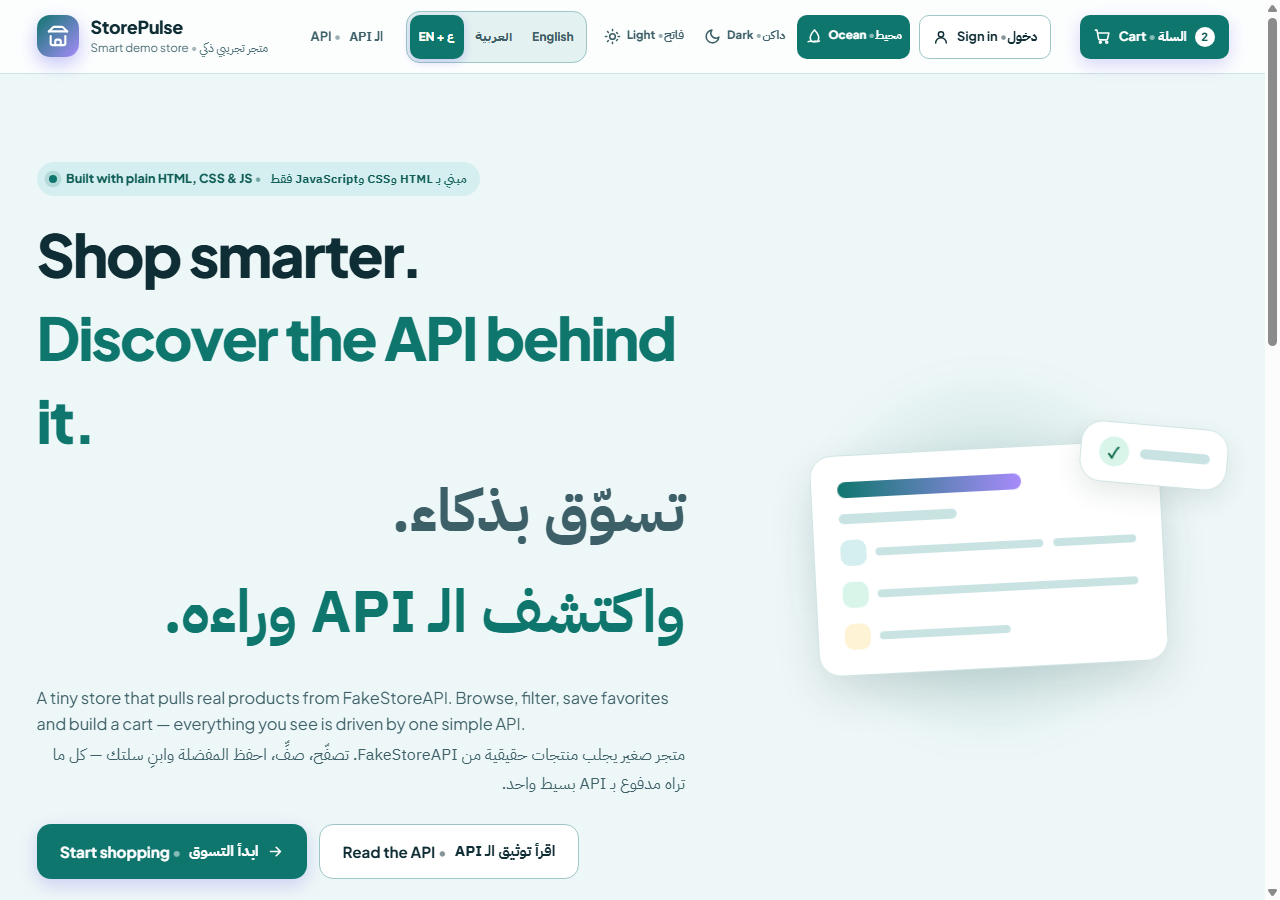 StorePulse
Smart demo store • متجر تجريبي ذكي
API • الـ API
EN + ع
العربية
English
Light • فاتح
Dark • داكن
Ocean • محيط
Sign in • دخول
Cart • السلة 2
Built with plain HTML, CSS & JS • مبني بـ HTML وCSS وJavaScript فقط
Shop smarter.
Discover the API behind
it.
تسوّق بذكاء.
واكتشف الـ API وراءه.
A tiny store that pulls real products from FakeStoreAPI. Browse, filter, save favorites
and build a cart — everything you see is driven by one simple API.
متجر صغير يجلب منتجات حقيقية من FakeStoreAPI. تصفّح، صفِّ، احفظ المفضلة وابنِ سلتك — كل ما
تراه مدفوع بـ API بسيط واحد.
Start shopping • ابدأ التسوق →
Read the API • اقرأ توثيق الـ API